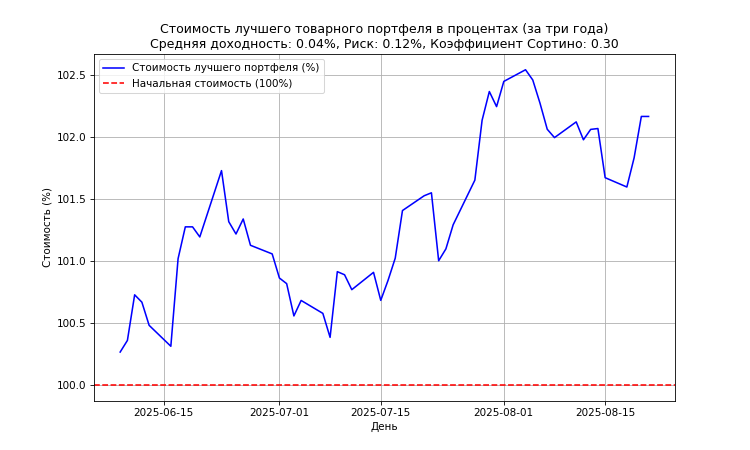 Стоимость лучшего товарного портфеля в процентах (за три года)
Средняя доходность: 0.04%, Риск: 0.12%, Коэффициент Сортино: 0.30
Стоимость лучшего портфеля (%)
Начальная стоимость (100%)
Стоимость (%)
102.5
102.0
101.5
101.0
100.5
100.0
2025-06-15
2025-07-01
2025-07-15
2025-08-01
2025-08-15
День